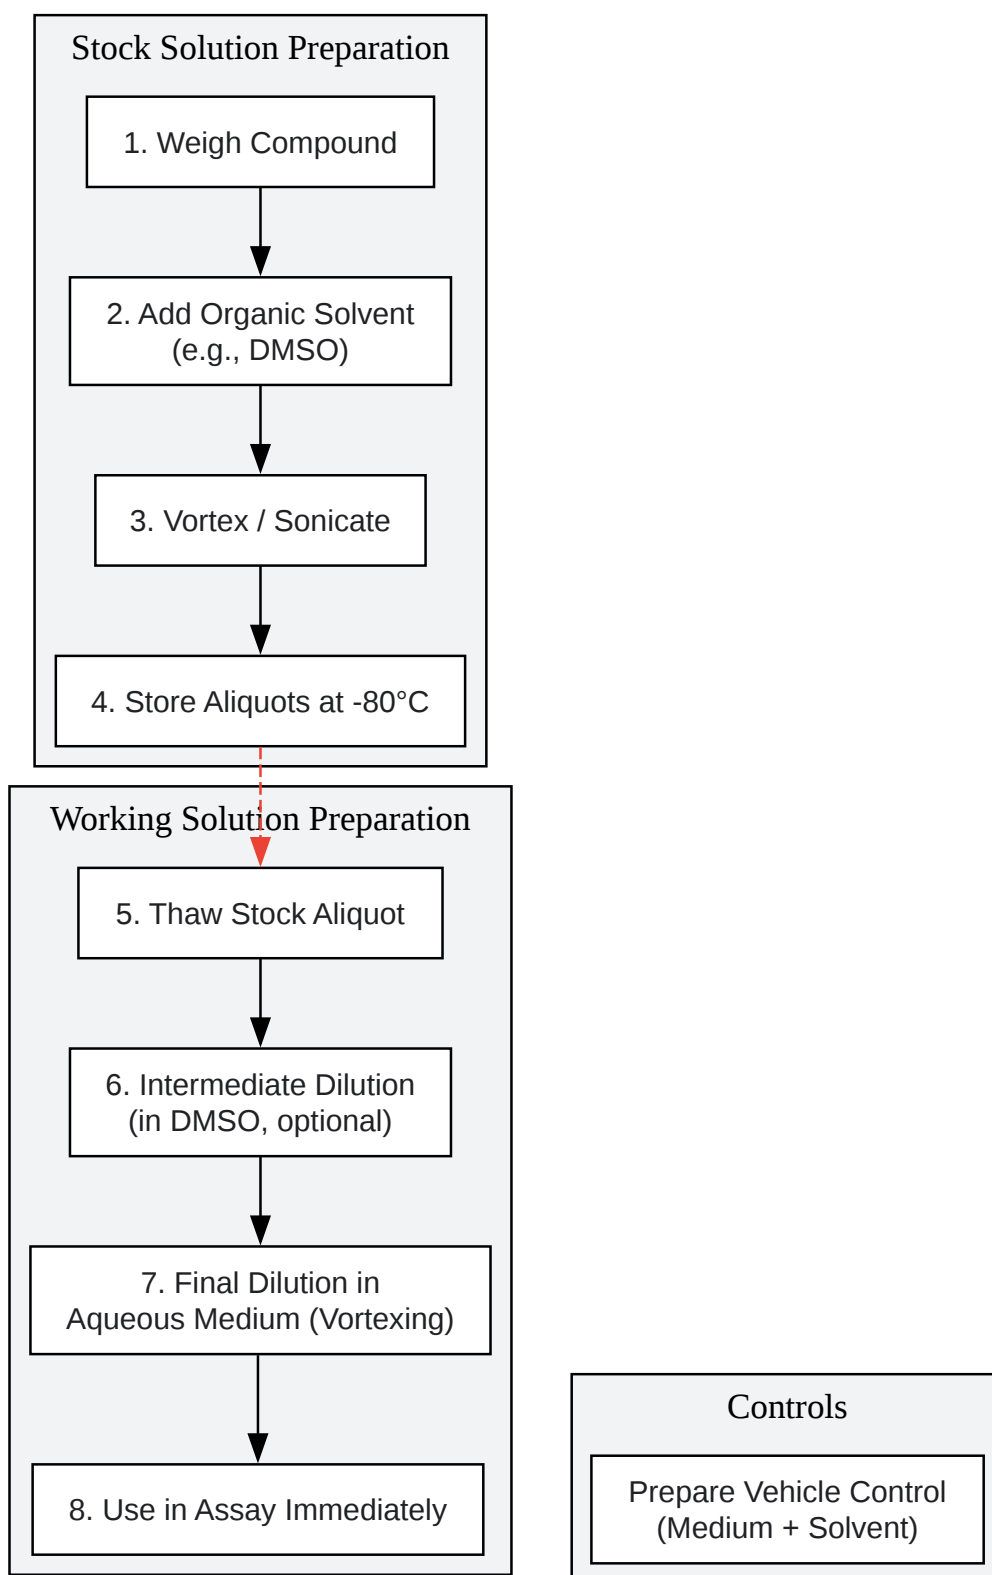 Stock Solution Preparation
1. Weigh Compound
2. Add Organic Solvent
(e.g., DMSO)
3. Vortex / Sonicate
4. Store Aliquots at -80°C
Working Solution Preparation
5. Thaw Stock Aliquot
6. Intermediate Dilution
(in DMSO, optional)
7. Final Dilution in
Aqueous Medium (Vortexing)
8. Use in Assay Immediately
Controls
Prepare Vehicle Control
(Medium + Solvent)